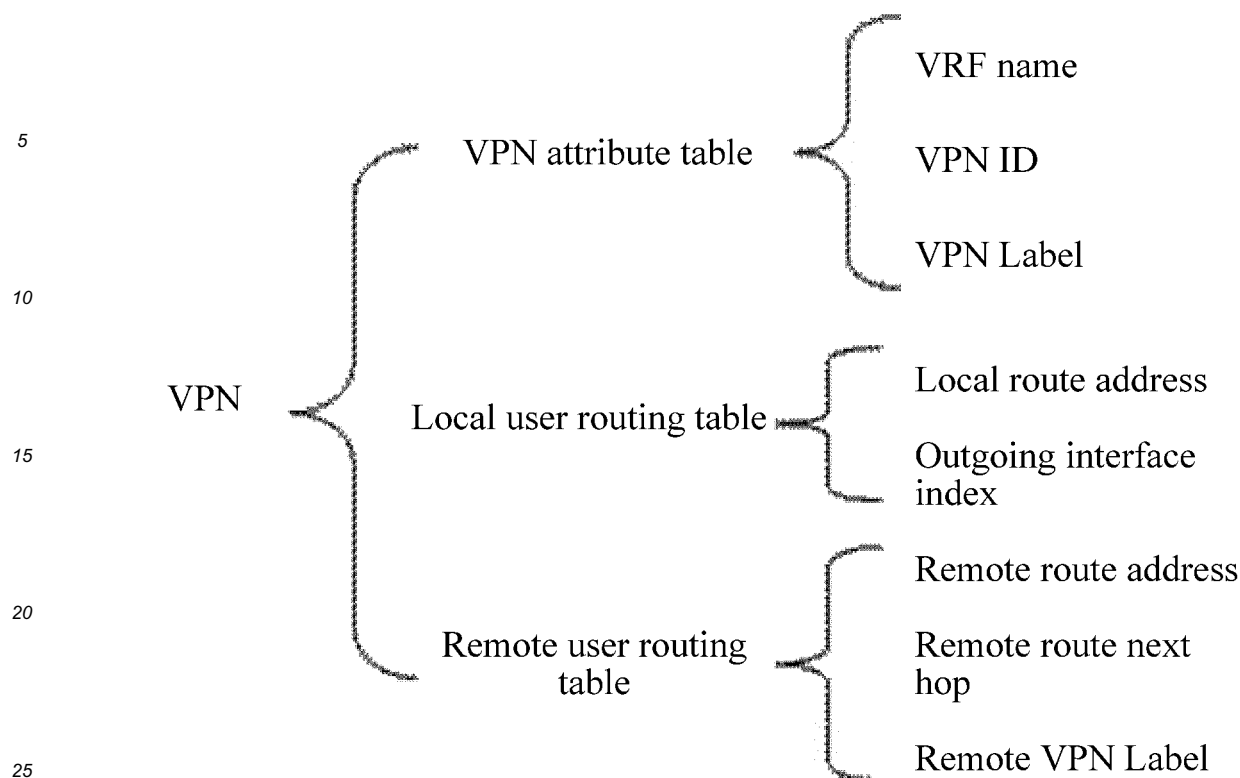 VRF name
5
VPN attribute table
VPN ID
VPN Label
10
VPN
Local user routing table
Local route address
15
Outgoing interface
index
Remote route address
20
Remote user routing
table
Remote route next
hop
Remote VPN Label
25